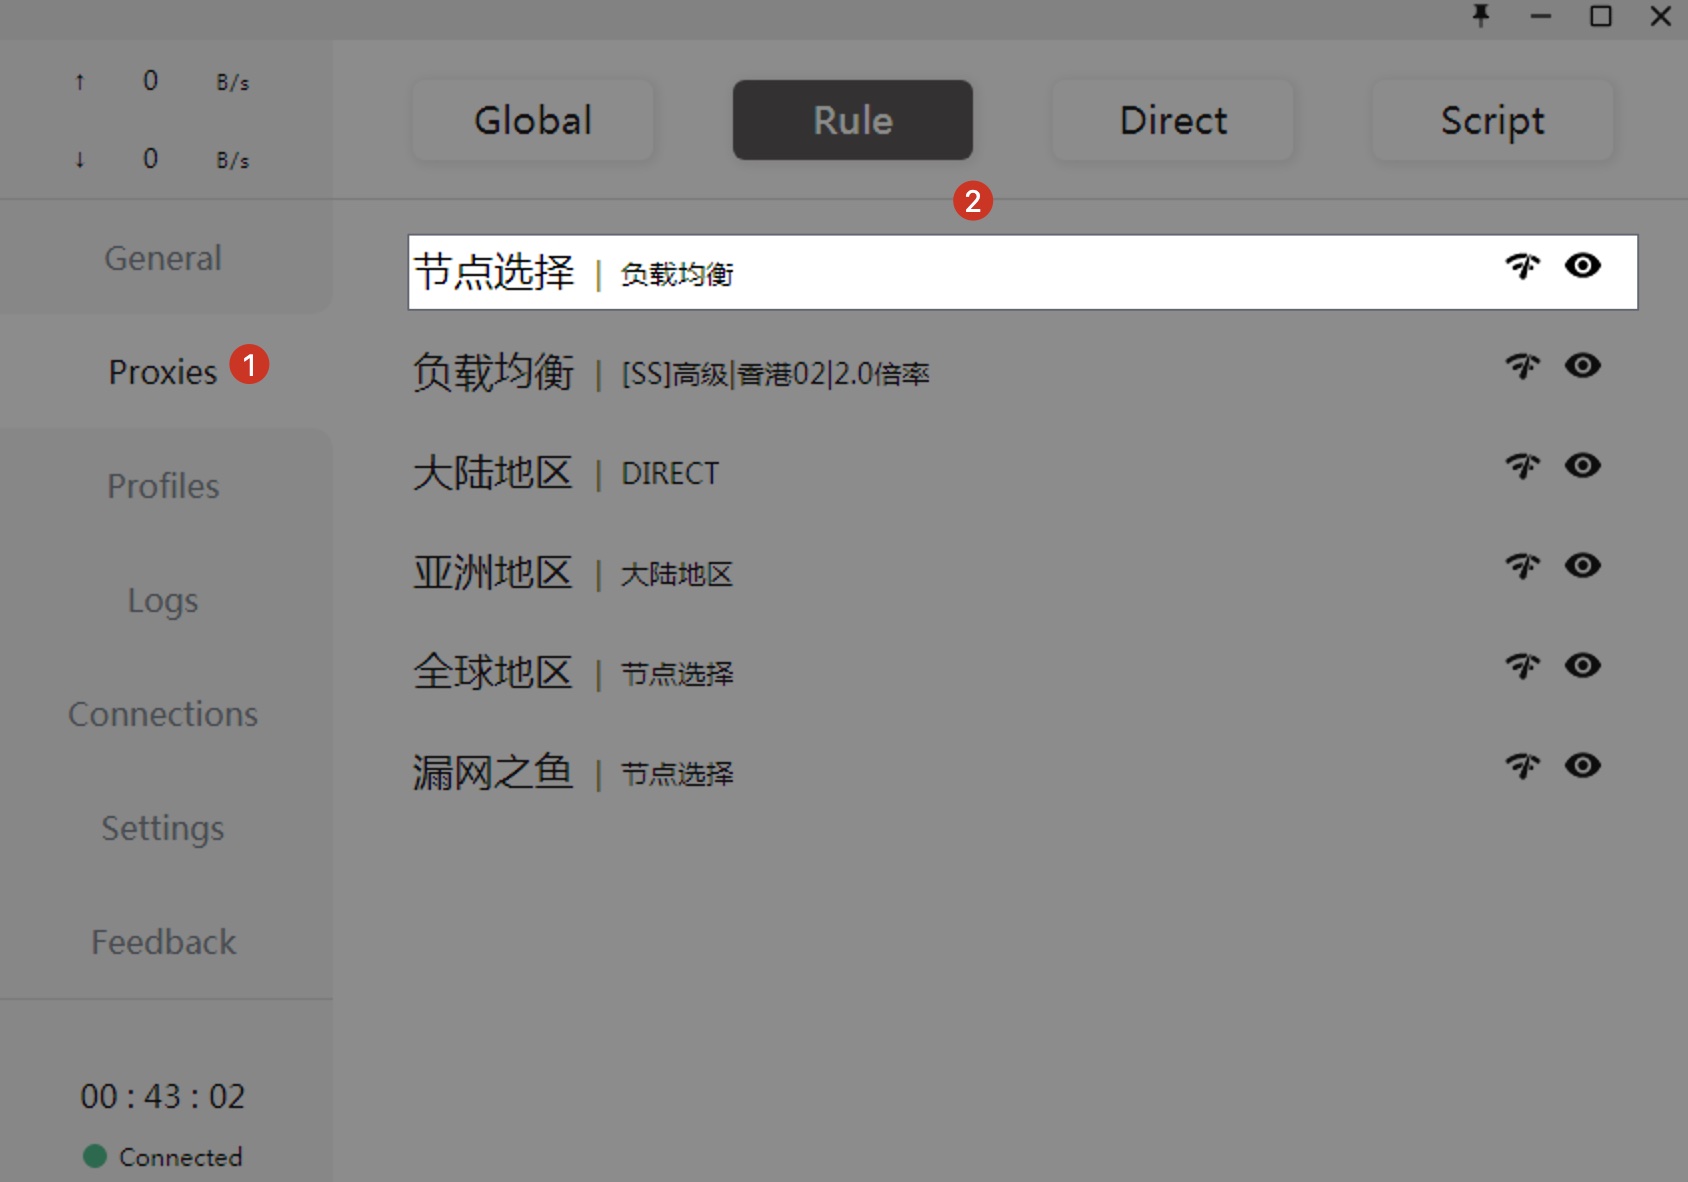 ↑ 0 B/s
↓ 0 B/s
Global Rule Direct Script
2
General
Proxies 1
Profiles
Logs
Connections
Settings
Feedback
00 : 43 : 02
Connected
节点选择 | 负载均衡
负载均衡 | [SS]高级|香港02|2.0倍率
大陆地区 | DIRECT
亚洲地区 | 大陆地区
全球地区 | 节点选择
漏网之鱼 | 节点选择